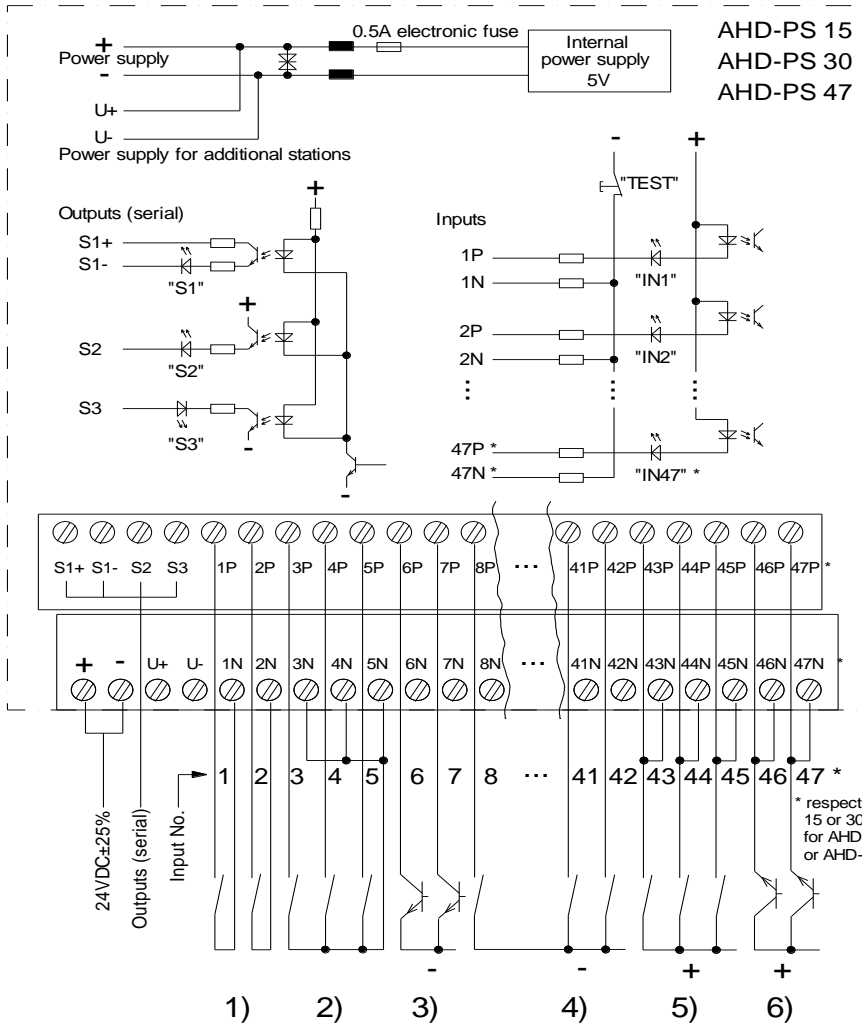 AHD-PS 15
AHD-PS 30
AHD-PS 47
+
Power supply
-
0.5A electronic fuse
Internal
power supply
5V
U+
U-
Power supply for additional stations
Outputs (serial)
+
S1+
S1-
"S1"
+
S2
"S2"
S3
"S3"
-
-
Inputs
- +
"TEST"
1P
1N
"IN1"
2P
2N
"IN2"
47P *
47N *
"IN47" *
S1+ S1- S2 S3 1P 2P 3P 4P 5P 6P 7P 8P ... 41P 42P 43P 44P 45P 46P 47P *
+ - U+ U- 1N 2N 3N 4N 5N 6N 7N 8N ... 41N 42N 43N 44N 45N 46N 47N *
24VDC±25%
Outputs (serial)
Input No.
1 2 3 4 5 6 7 8 ... 41 42 43 44 45 46 47 *
* respect
15 or 30
for AHD
or AHD-
- - + +
1) 2) 3) 4) 5) 6)